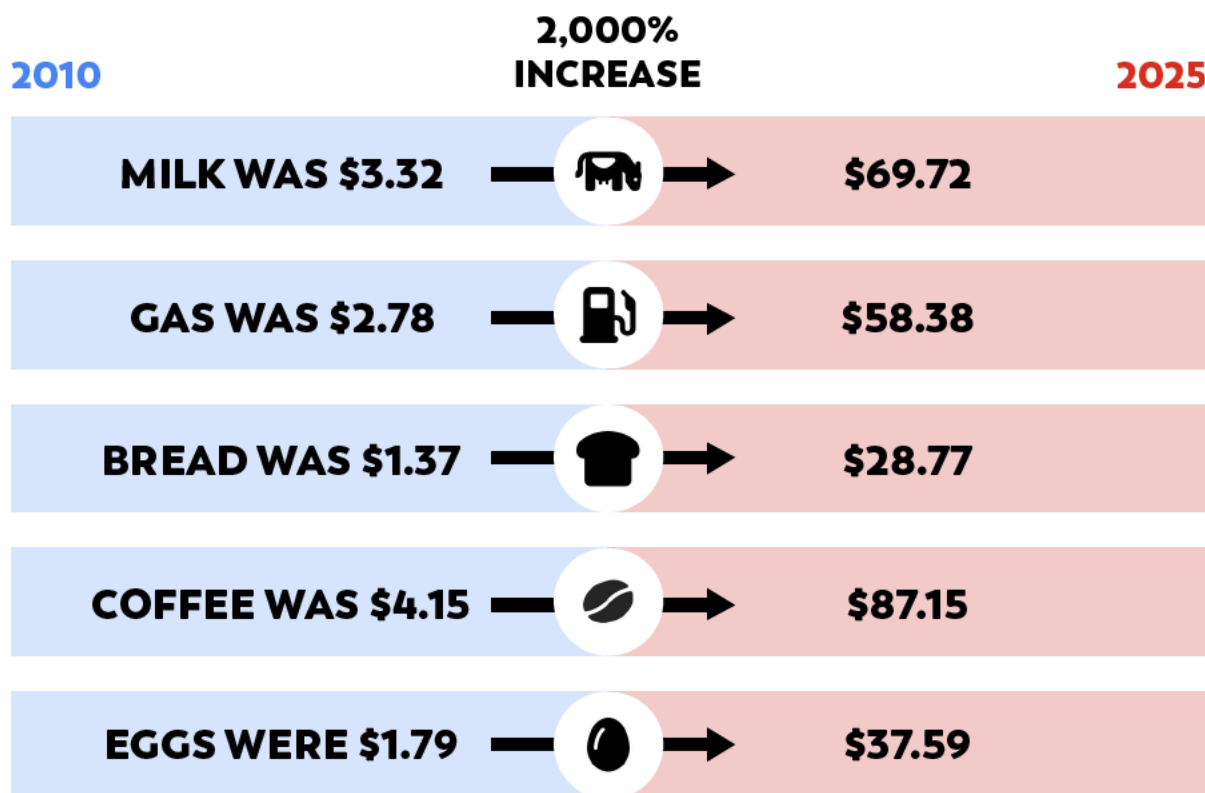 2,000%
INCREASE
2010
2025
MILK WAS $3.32
$69.72
GAS WAS $2.78
$58.38
BREAD WAS $1.37
$28.77
COFFEE WAS $4.15
$87.15
EGGS WERE $1.79
$37.59